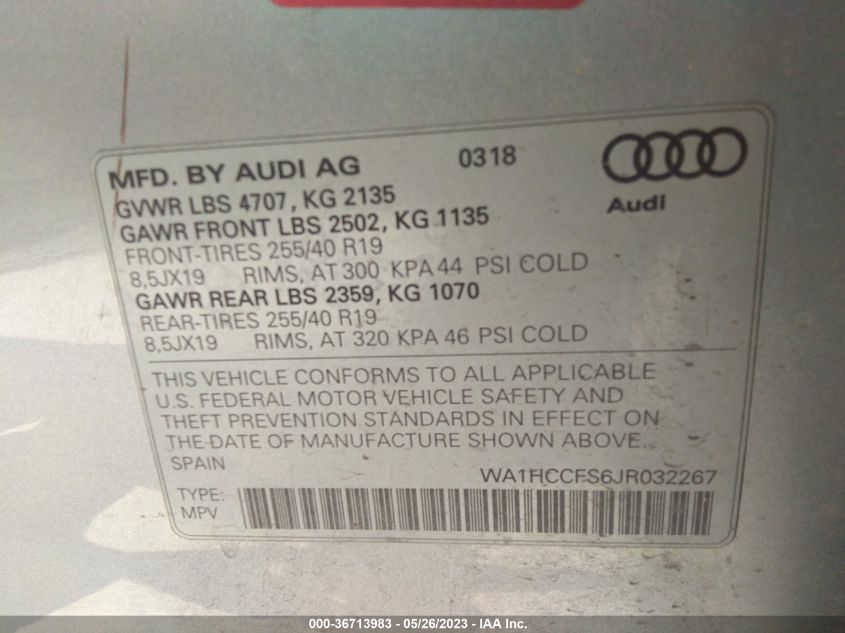 MFD. BY AUDI AG 0318
Audi
GVWR LBS 4707, KG 2135
GAWR FRONT LBS 2502, KG 1135
FRONT-TIRES 255/40 R19
8,5JX19 RIMS, AT 300 KPA 44 PSI COLD
GAWR REAR LBS 2359, KG 1070
REAR-TIRES 255/40 R19
8,5JX19 RIMS, AT 320 KPA 46 PSI COLD
THIS VEHICLE CONFORMS TO ALL APPLICABLE
U.S. FEDERAL MOTOR VEHICLE SAFETY AND
THEFT PREVENTION STANDARDS IN EFFECT ON
THE DATE OF MANUFACTURE SHOWN ABOVE.
SPAIN
WA1HCCFS6JR032267
TYPE:
MPV
000-36713983 - 05/26/2023 - IAA Inc.